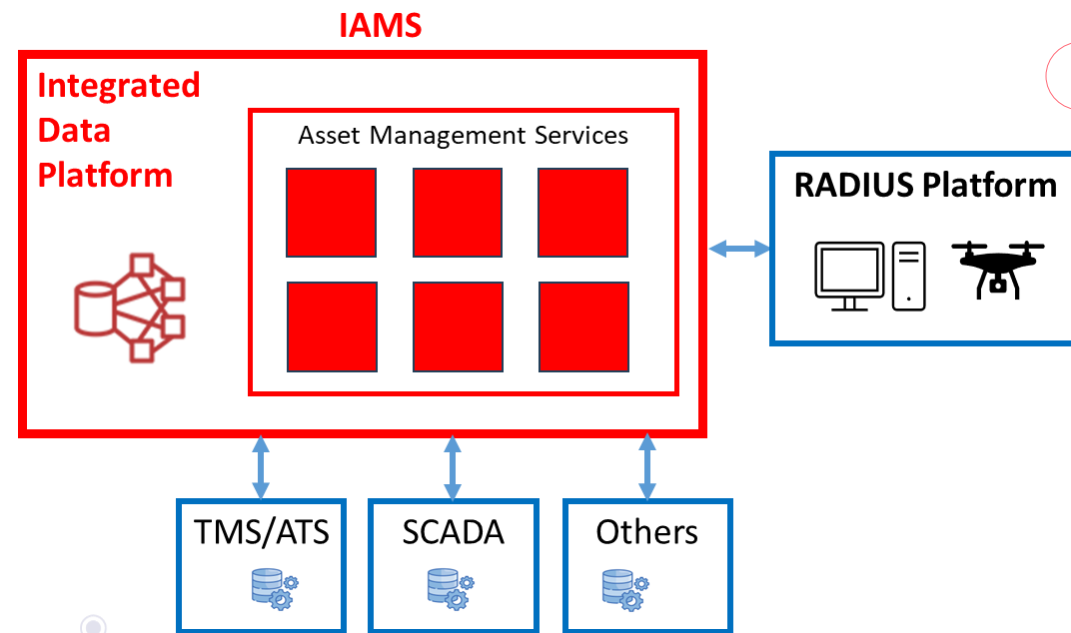 IAMS
Integrated
Data
Platform
Asset Management Services
RADIUS Platform
TMS/ATS
SCADA
Others